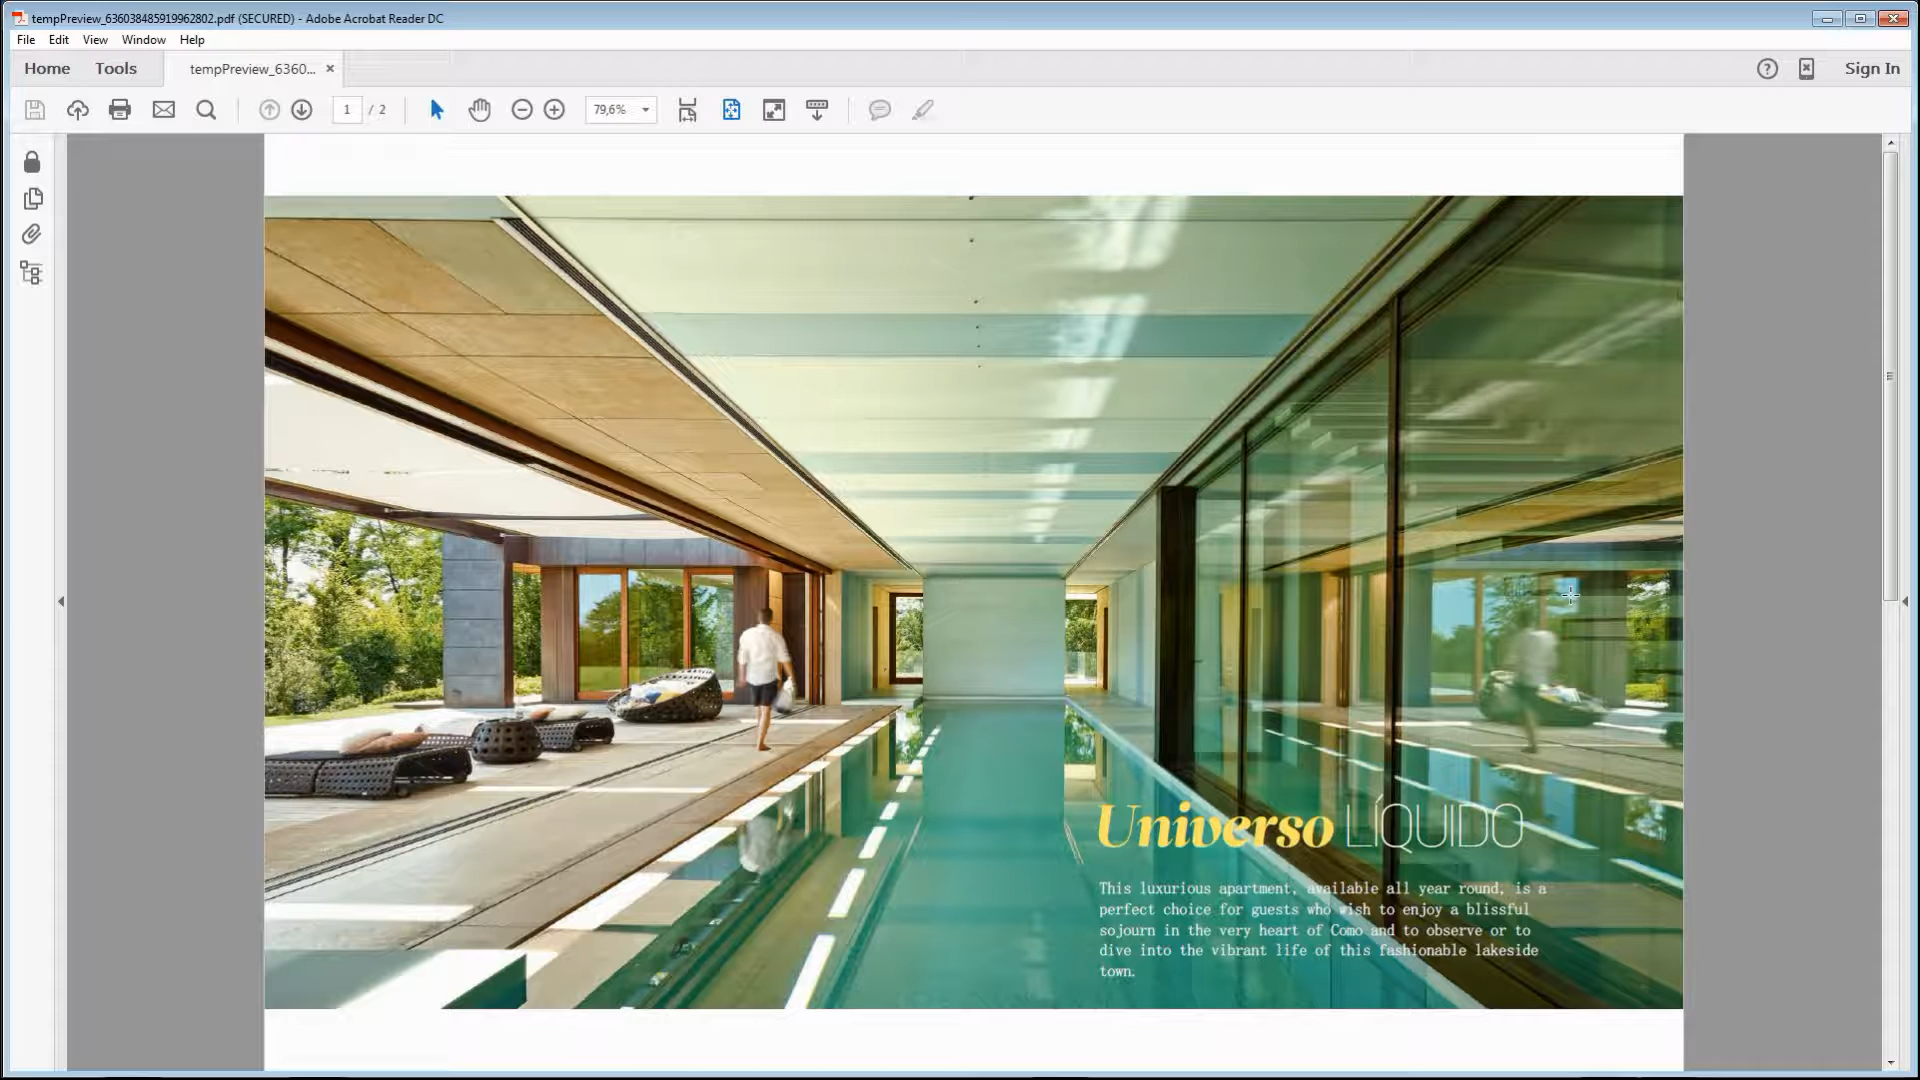 tempPreview_636038485919962802.pdf (SECURED) - Adobe Acrobat Reader DC
File Edit View Window Help
Home Tools tempPreview_6360... × Sign In
1 / 2 79,6%
Universo LÍQUIDO
This luxurious apartment, available all year round, is a
perfect choice for guests who wish to enjoy a blissful
sojourn in the very heart of Como and to observe or to
dive into the vibrant life of this fashionable lakeside
town.